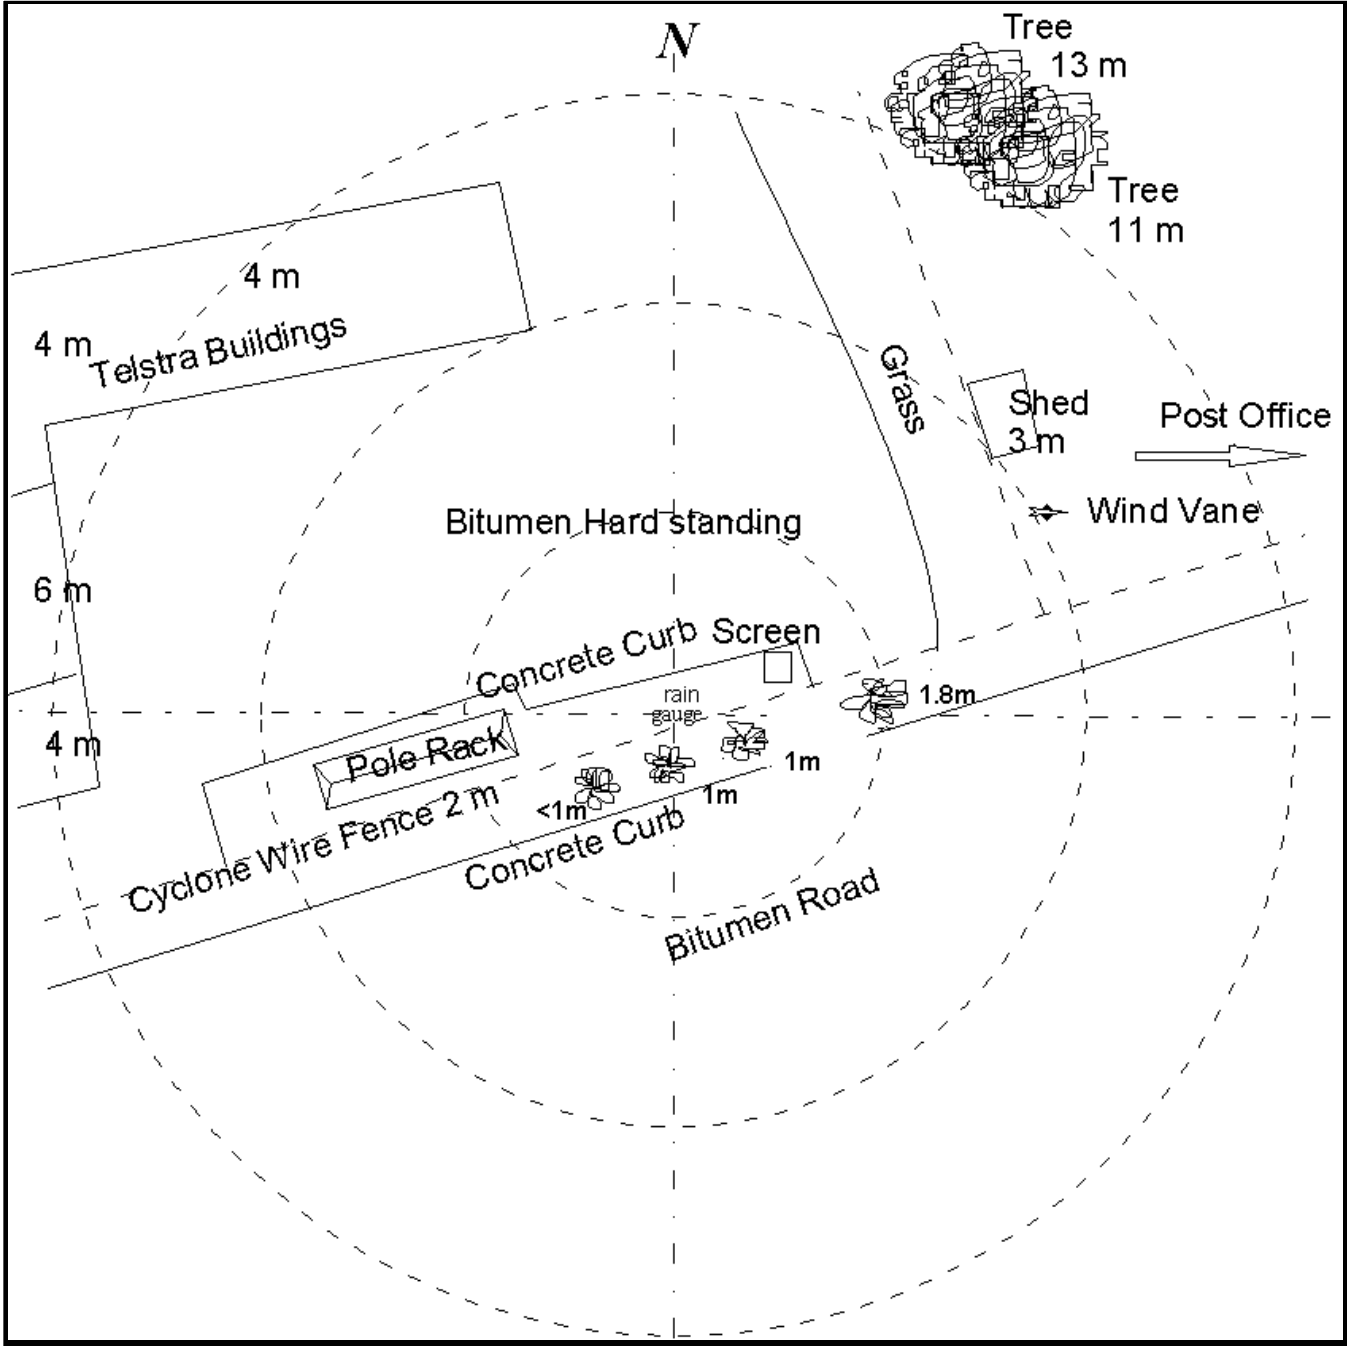 N
Tree
13 m
Tree
11 m
4 m
4 m
Telstra Buildings
Grass
Shed
3 m
Post Office
Wind Vane
Bitumen Hard standing
6 m
Concrete Curb
Screen
rain
gauge
1.8m
4 m
Pole Rack
1m
1m
<1m
Cyclone Wire Fence 2 m
Concrete Curb
Bitumen Road